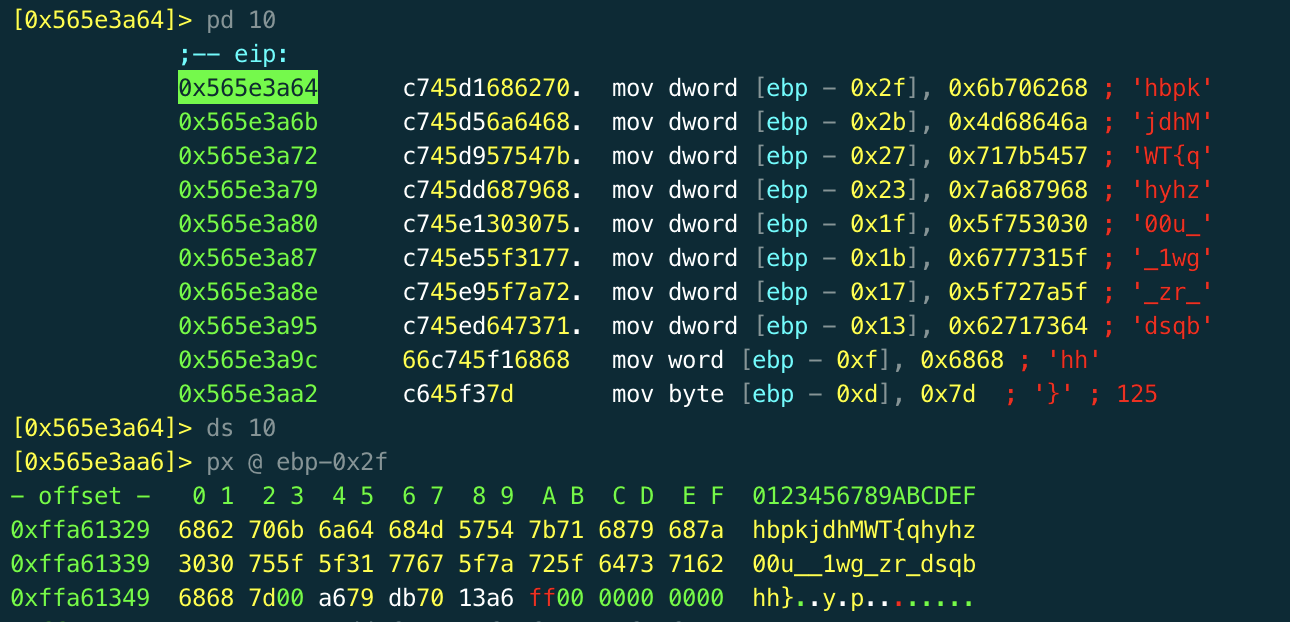 [0x565e3a64]> pd 10
;-- eip:
0x565e3a64 c745d1686270. mov dword [ebp - 0x2f], 0x6b706268 ; 'hbpk'
0x565e3a6b c745d56a6468. mov dword [ebp - 0x2b], 0x4d68646a ; 'jdhM'
0x565e3a72 c745d957547b. mov dword [ebp - 0x27], 0x717b5457 ; 'WT{q'
0x565e3a79 c745dd687968. mov dword [ebp - 0x23], 0x7a687968 ; 'hyhz'
0x565e3a80 c745e1303075. mov dword [ebp - 0x1f], 0x5f753030 ; '00u_'
0x565e3a87 c745e55f3177. mov dword [ebp - 0x1b], 0x6777315f ; '_1wg'
0x565e3a8e c745e95f7a72. mov dword [ebp - 0x17], 0x5f727a5f ; '_zr_'
0x565e3a95 c745ed647371. mov dword [ebp - 0x13], 0x62717364 ; 'dsqb'
0x565e3a9c 66c745f16868 mov word [ebp - 0xf], 0x6868 ; 'hh'
0x565e3aa2 c645f37d mov byte [ebp - 0xd], 0x7d ; '}' ; 125
[0x565e3a64]> ds 10
[0x565e3aa6]> px @ ebp-0x2f
- offset - 0 1 2 3 4 5 6 7 8 9 A B C D E F 0123456789ABCDEF
0xffa61329 6862 706b 6a64 684d 5754 7b71 6879 687a hbpkjdhMWT{qhyhz
0xffa61339 3030 755f 5f31 7767 5f7a 725f 6473 7162 00u__1wg_zr_dsqb
0xffa61349 6868 7d00 a679 db70 13a6 ff00 0000 0000 hh}..y.p........